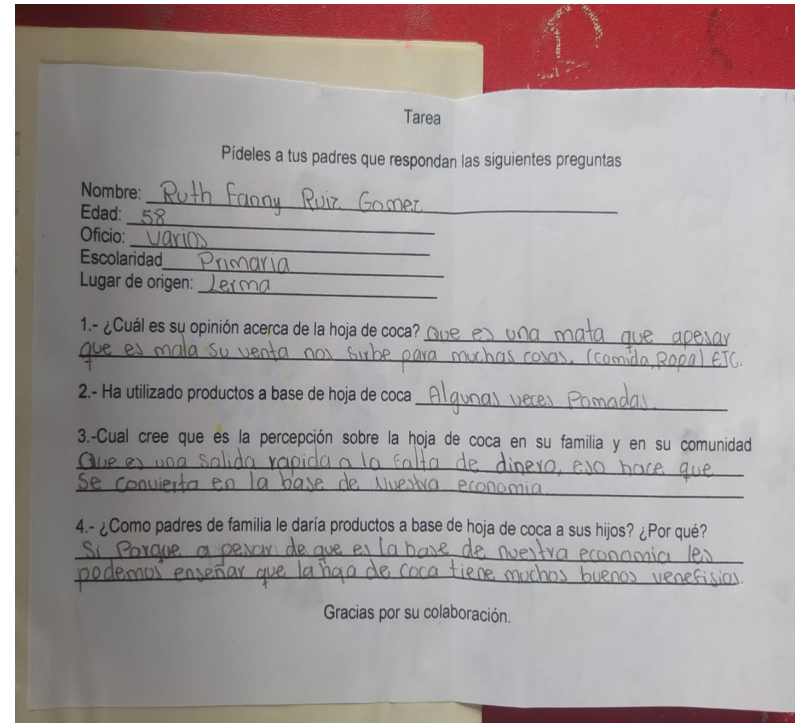 Tarea
Pídeles a tus padres que respondan las siguientes preguntas
Nombre: Ruth Fanny Ruiz Gomez
Edad: 58
Oficio: varios
Escolaridad Primaria
Lugar de origen: Lerma
1.- ¿Cuál es su opinión acerca de la hoja de coca? Que es una mata que apesar
que es mala su venta nos sirbe para muchas cosas. (comida, Ropa) ETC.
2.- Ha utilizado productos a base de hoja de coca Algunas veces Pomadas.
3.-Cual cree que es la percepción sobre la hoja de coca en su familia y en su comunidad
Que es una salida rapida a la falta de dinero, eso hace que
Se convierta en la base de Nuestra economia
4.- ¿Como padres de familia le daría productos a base de hoja de coca a sus hijos? ¿Por qué?
Si Porque a pesar de que es la base de nuestra economia les
podemos enseñar que la hoja de coca tiene muchos buenos venefisios.
Gracias por su colaboración.